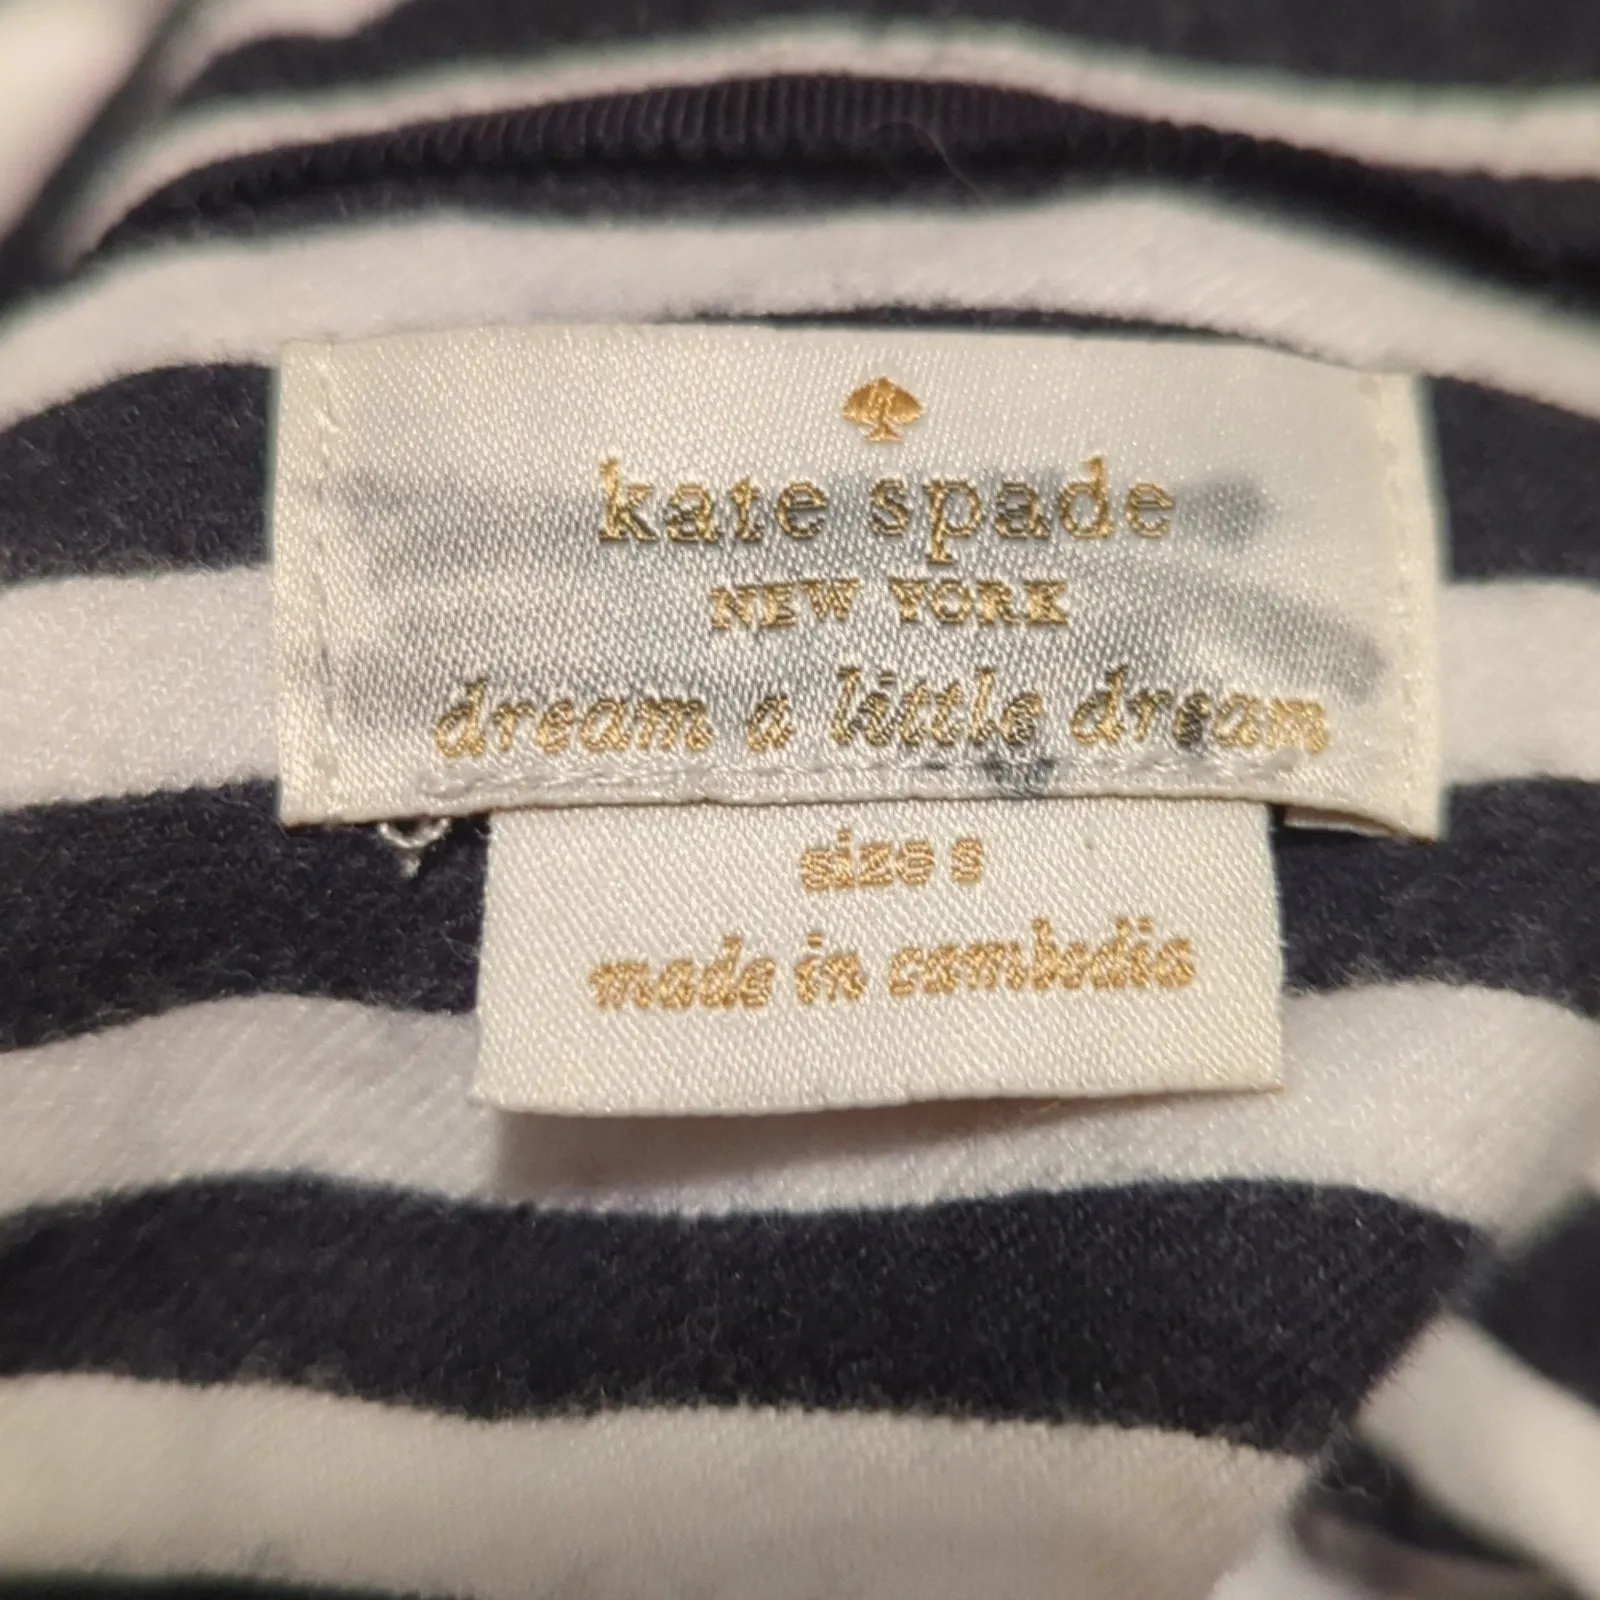 kate spade
NEW YORK
dream a little dream
size s
made in cambodia